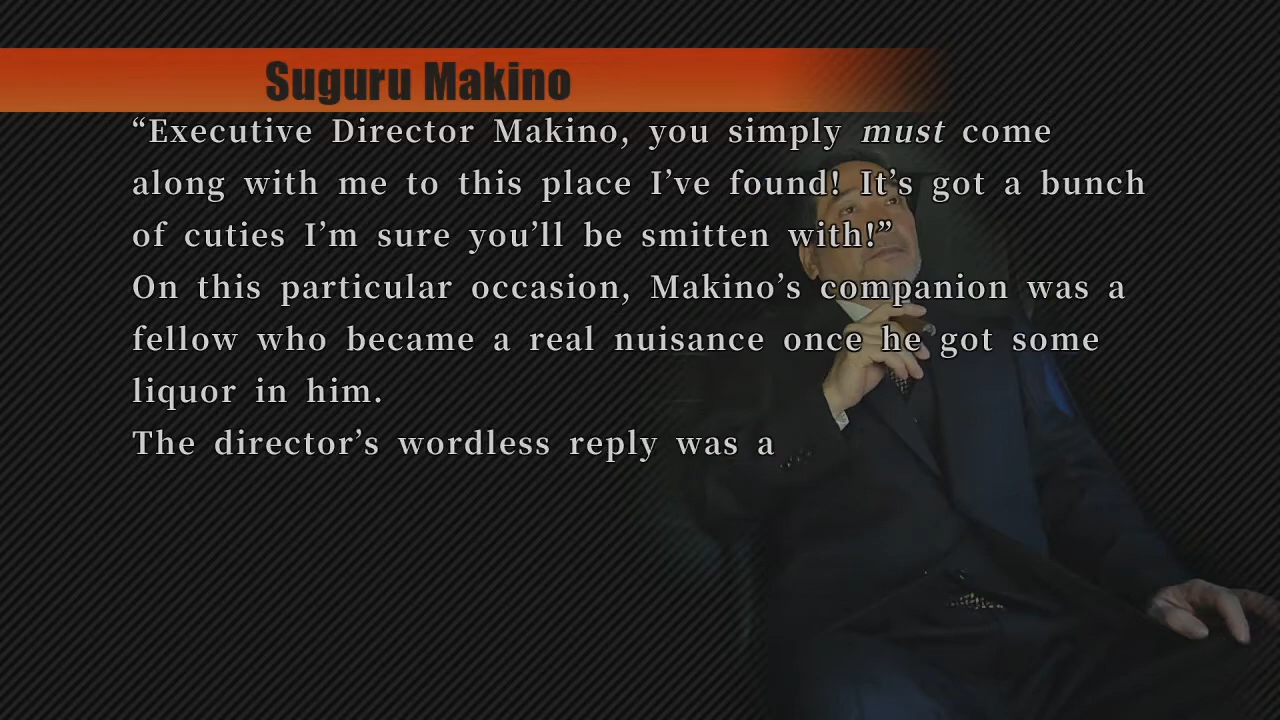 Suguru Makino
“Executive Director Makino, you simply must come
along with me to this place I’ve found! It’s got a bunch
of cuties I’m sure you’ll be smitten with!”
On this particular occasion, Makino’s companion was a
fellow who became a real nuisance once he got some
liquor in him.
The director’s wordless reply was a